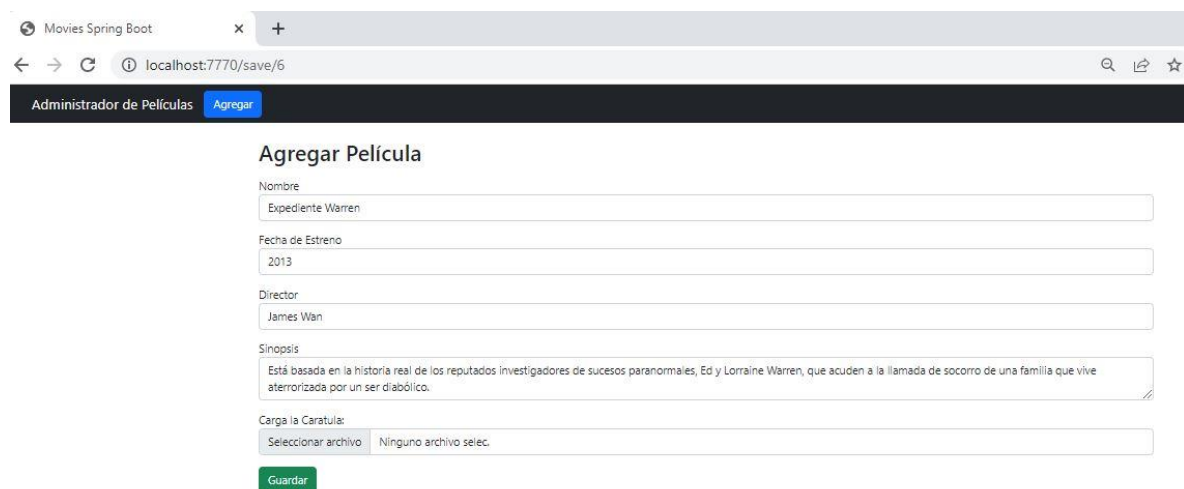 Movies Spring Boot
localhost:7770/save/6
Administrador de Películas Agregar
Agregar Película
Nombre
Expediente Warren
Fecha de Estreno
2013
Director
James Wan
Sinopsis
Está basada en la historia real de los reputados investigadores de sucesos paranormales, Ed y Lorraine Warren, que acuden a la llamada de socorro de una familia que vive
aterrorizada por un ser diabólico.
Carga la Caratula:
Seleccionar archivo Ninguno archivo selec.
Guardar